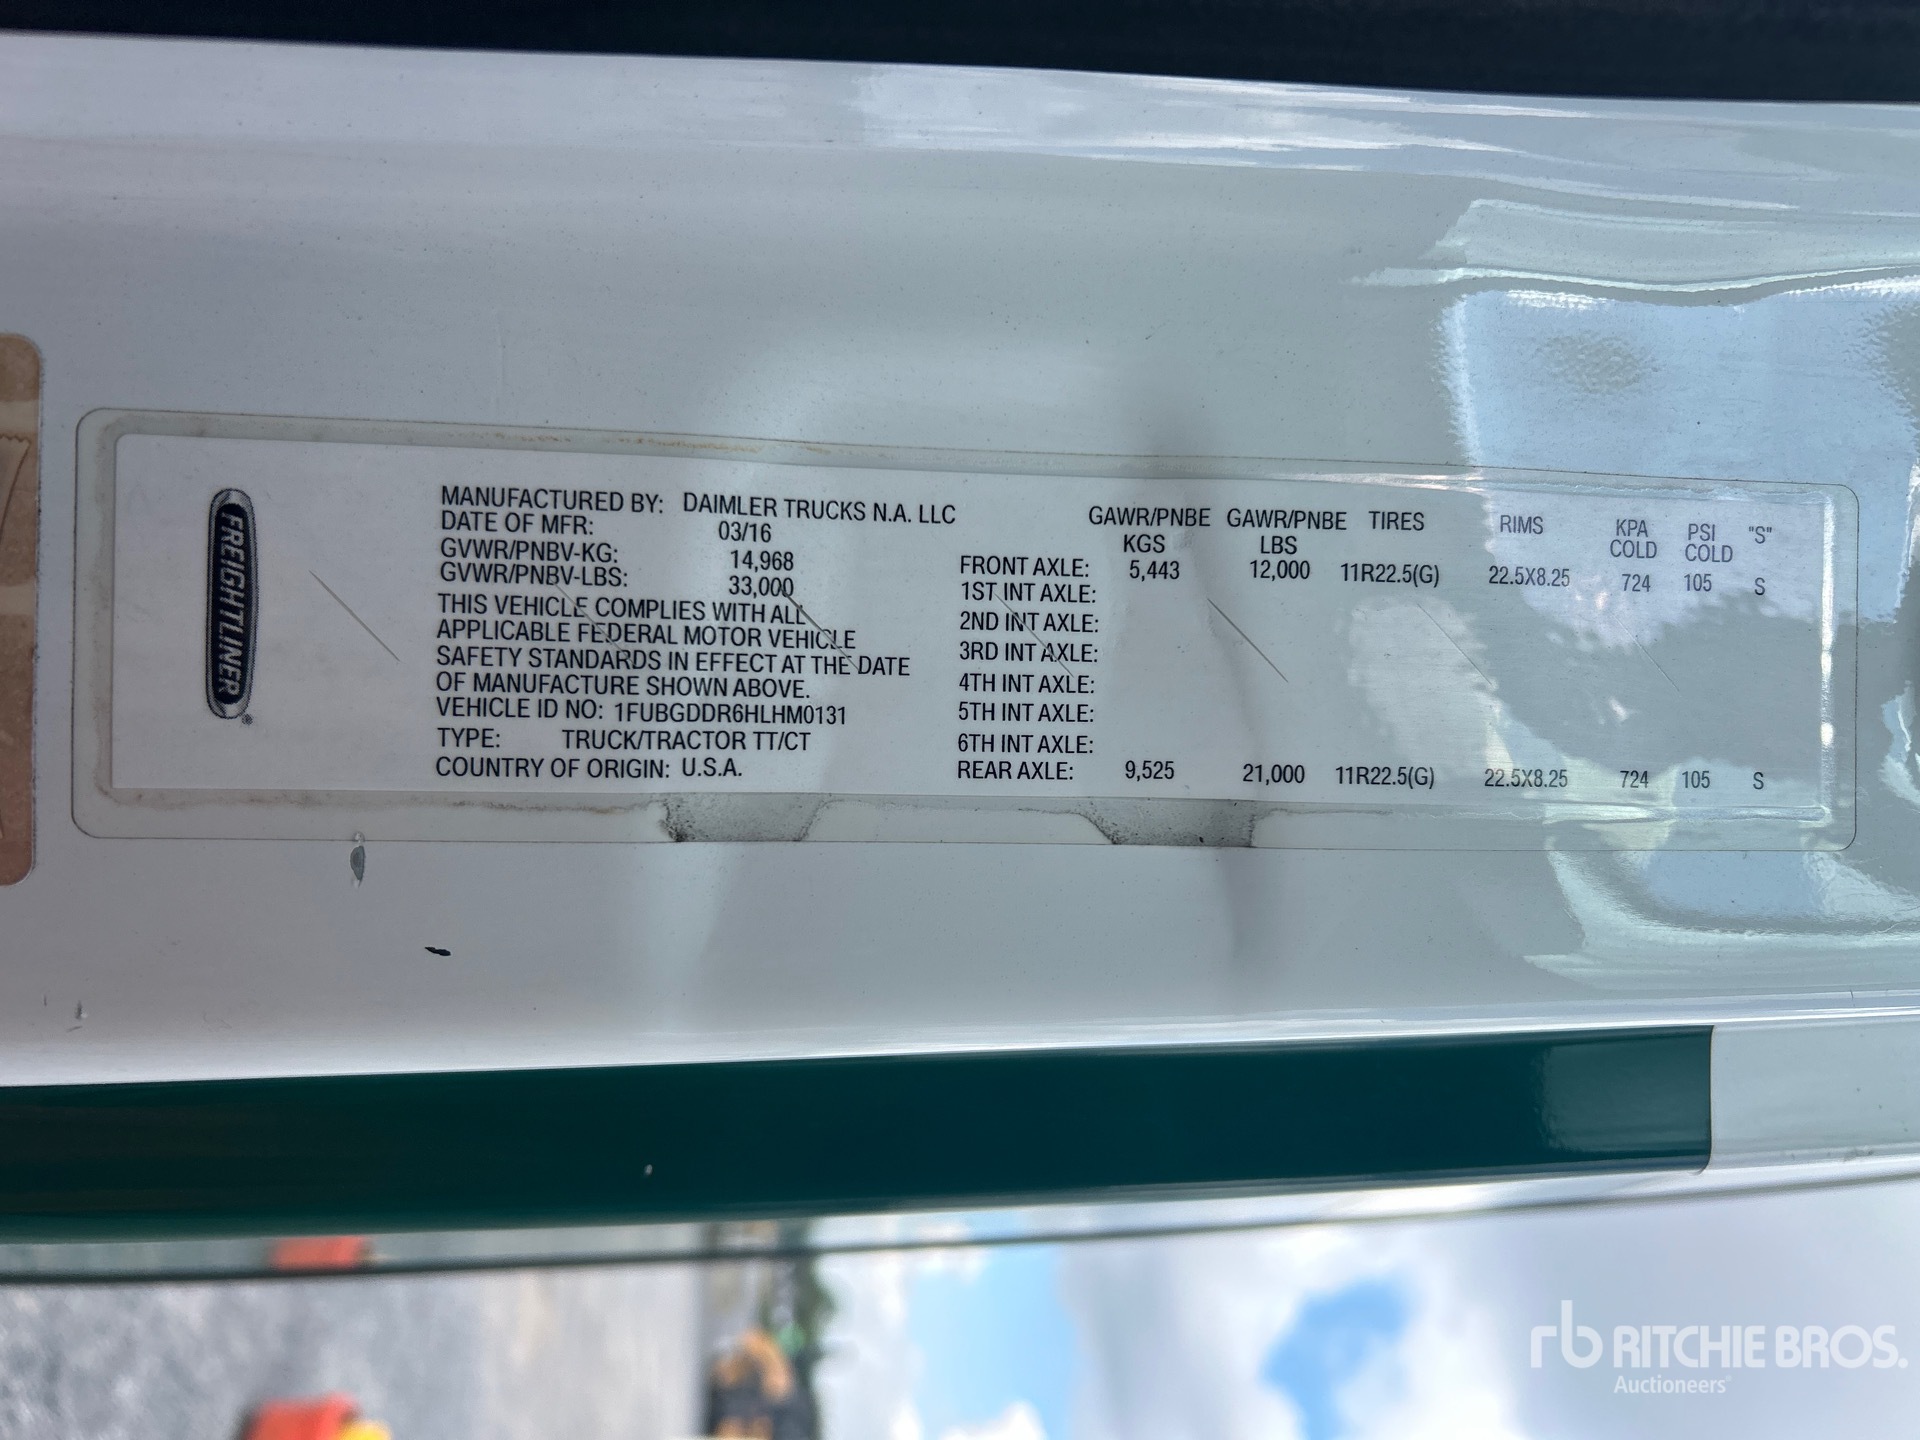 FREIGHTLINER
MANUFACTURED BY: DAIMLER TRUCKS N.A. LLC
DATE OF MFR: 03/16
GVWR/PNBV-KG: 14,968
GVWR/PNBV-LBS: 33,000
THIS VEHICLE COMPLIES WITH ALL
APPLICABLE FEDERAL MOTOR VEHICLE
SAFETY STANDARDS IN EFFECT AT THE DATE
OF MANUFACTURE SHOWN ABOVE.
VEHICLE ID NO: 1FUBGDDR6HLHM0131
TYPE: TRUCK/TRACTOR TT/CT
COUNTRY OF ORIGIN: U.S.A.
GAWR/PNBE GAWR/PNBE TIRES RIMS KPA PSI "S"
KGS LBS COLD COLD
FRONT AXLE: 5,443 12,000 11R22.5(G) 22.5X8.25 724 105 S
1ST INT AXLE:
2ND INT AXLE:
3RD INT AXLE:
4TH INT AXLE:
5TH INT AXLE:
6TH INT AXLE:
REAR AXLE: 9,525 21,000 11R22.5(G) 22.5X8.25 724 105 S
rb RITCHIE BROS.
Auctioneers